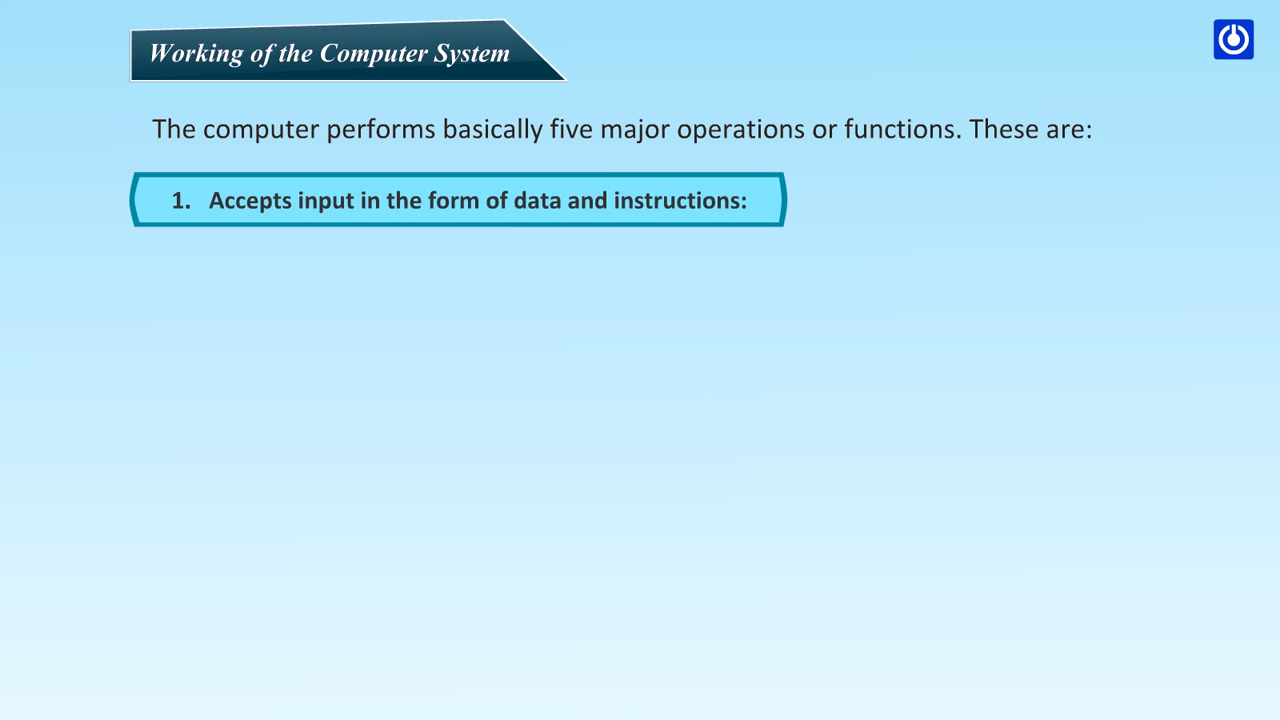 Working of the Computer System
The computer performs basically five major operations or functions. These are:
1. Accepts input in the form of data and instructions: